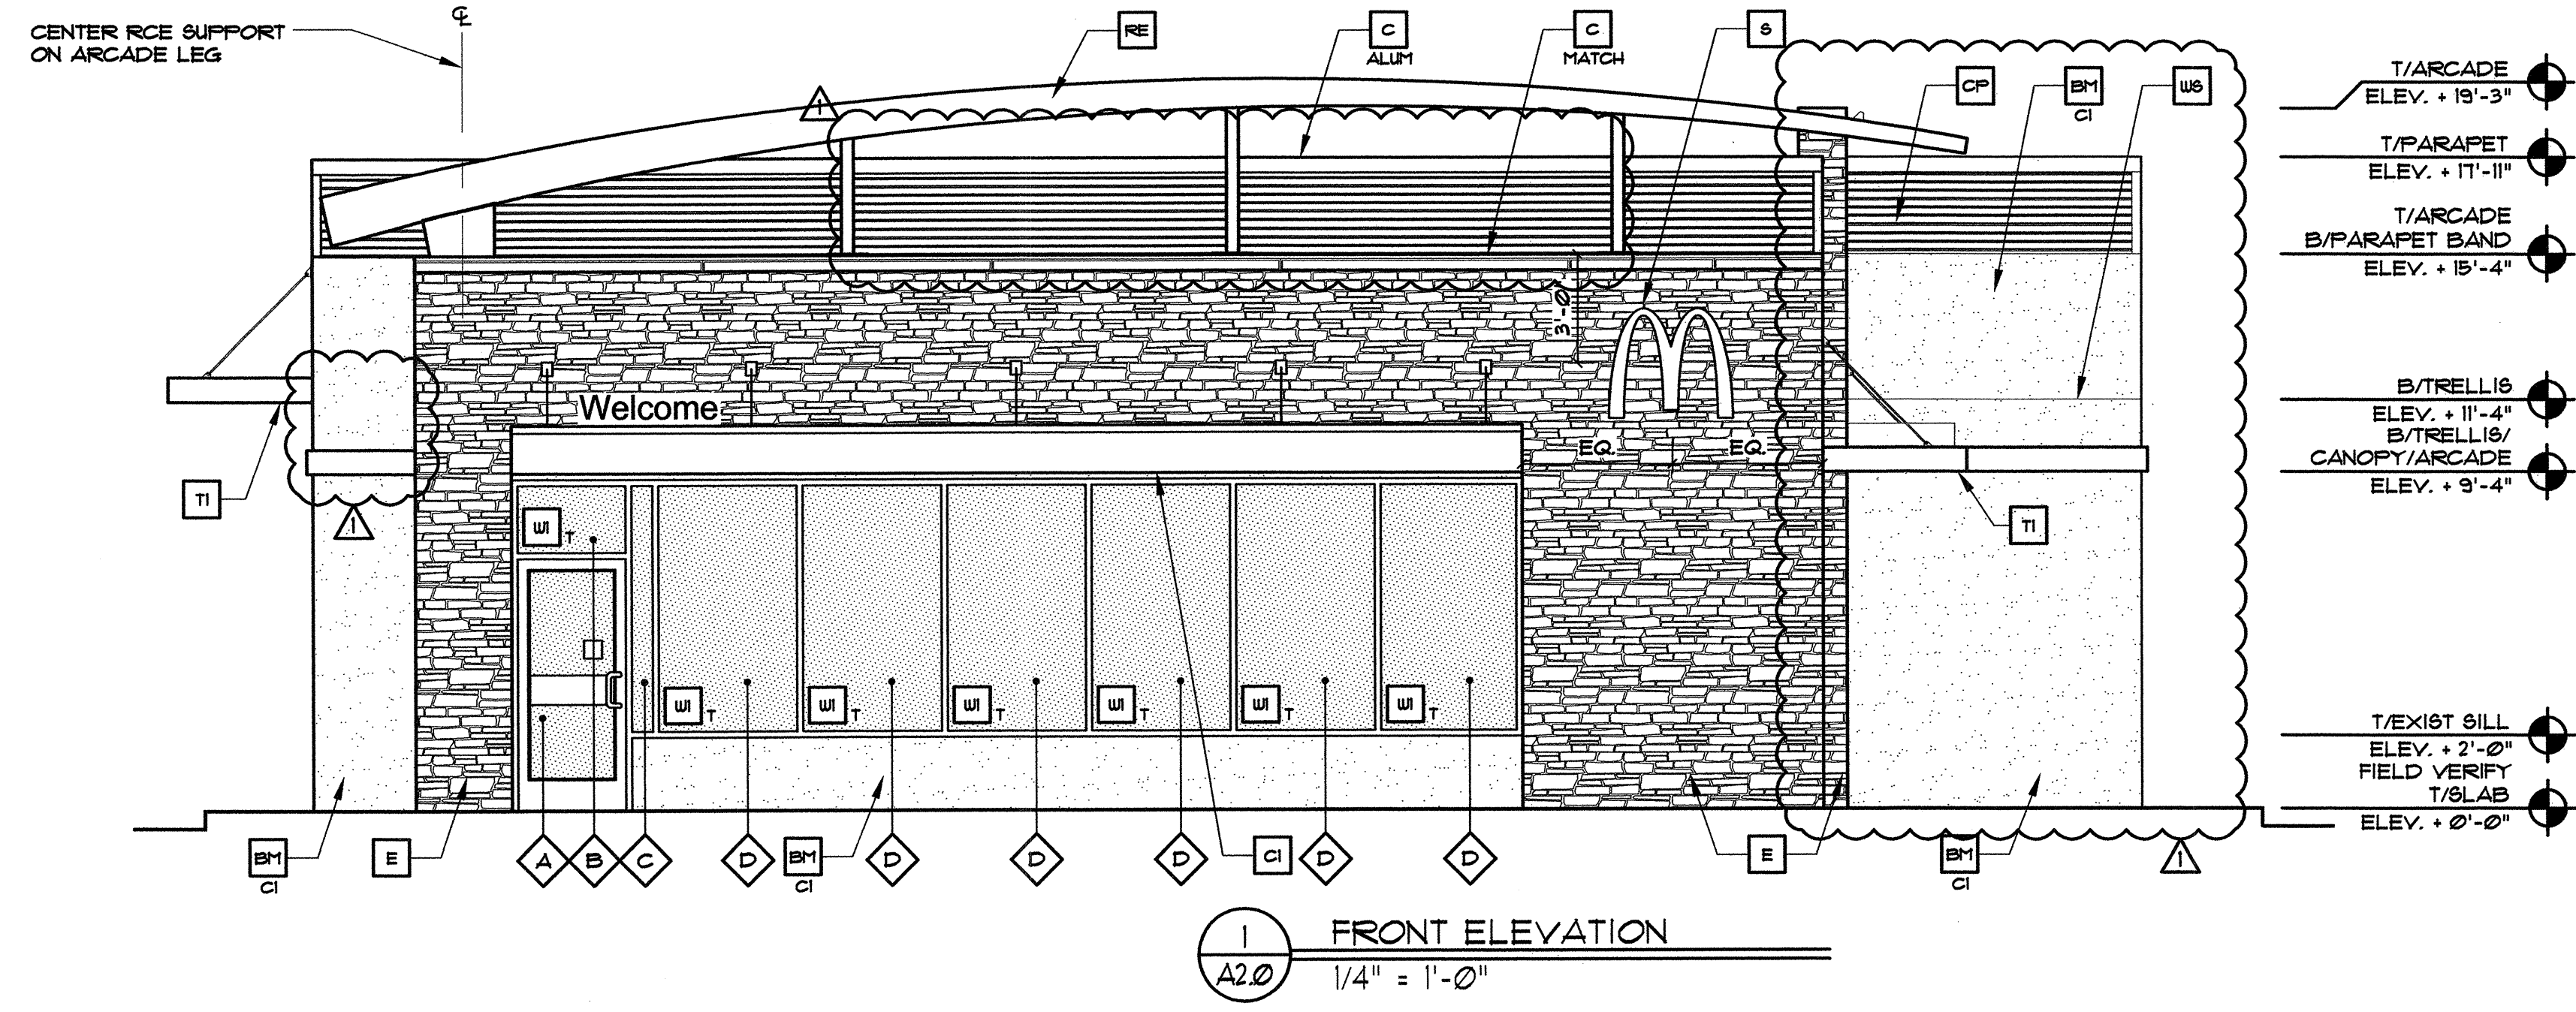 CENTER RCE SUPPORT
ON ARCADE LEG
℄
RE
C
ALUM
C
MATCH
S
CP
BM
C1
WS
T/ARCADE
ELEV. + 19'-3"
T/PARAPET
ELEV. + 17'-11"
T/ARCADE
B/PARAPET BAND
ELEV. + 15'-4"
B/TRELLIS
ELEV. + 11'-4"
B/TRELLIS/
CANOPY/ARCADE
ELEV. + 9'-4"
T/EXIST SILL
ELEV. + 2'-0"
FIELD VERIFY
T/SLAB
ELEV. + 0'-0"
1
3'-0"
Welcome
EQ.
EQ.
T1
1
T1
W1 T
W1 T
W1 T
W1 T
W1 T
W1 T
W1 T
BM
C1
E
A
B
C
D
BM
C1
D
D
D
C1
D
D
E
BM
C1
1
1
A2.0
FRONT ELEVATION
1/4" = 1'-0"